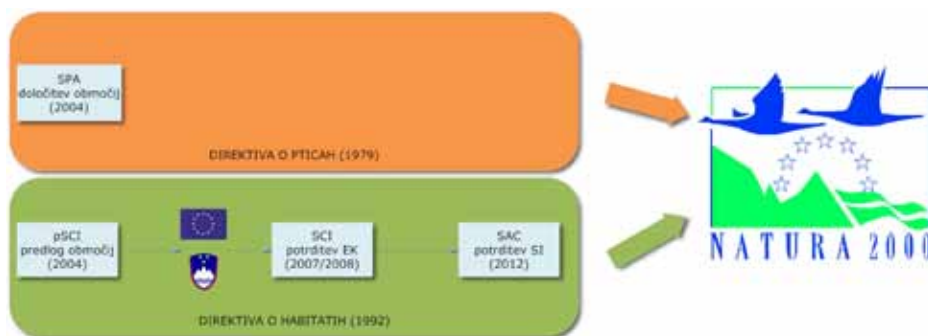 SPA
določitev območij
(2004)
DIREKTIVA O PTICAH (1979)
pSCI
predlog območij
(2004)
SCI
potrditev EK
(2007/2008)
SAC
potrditev SI
(2012)
DIREKTIVA O HABITATIH (1992)
NATURA 2000